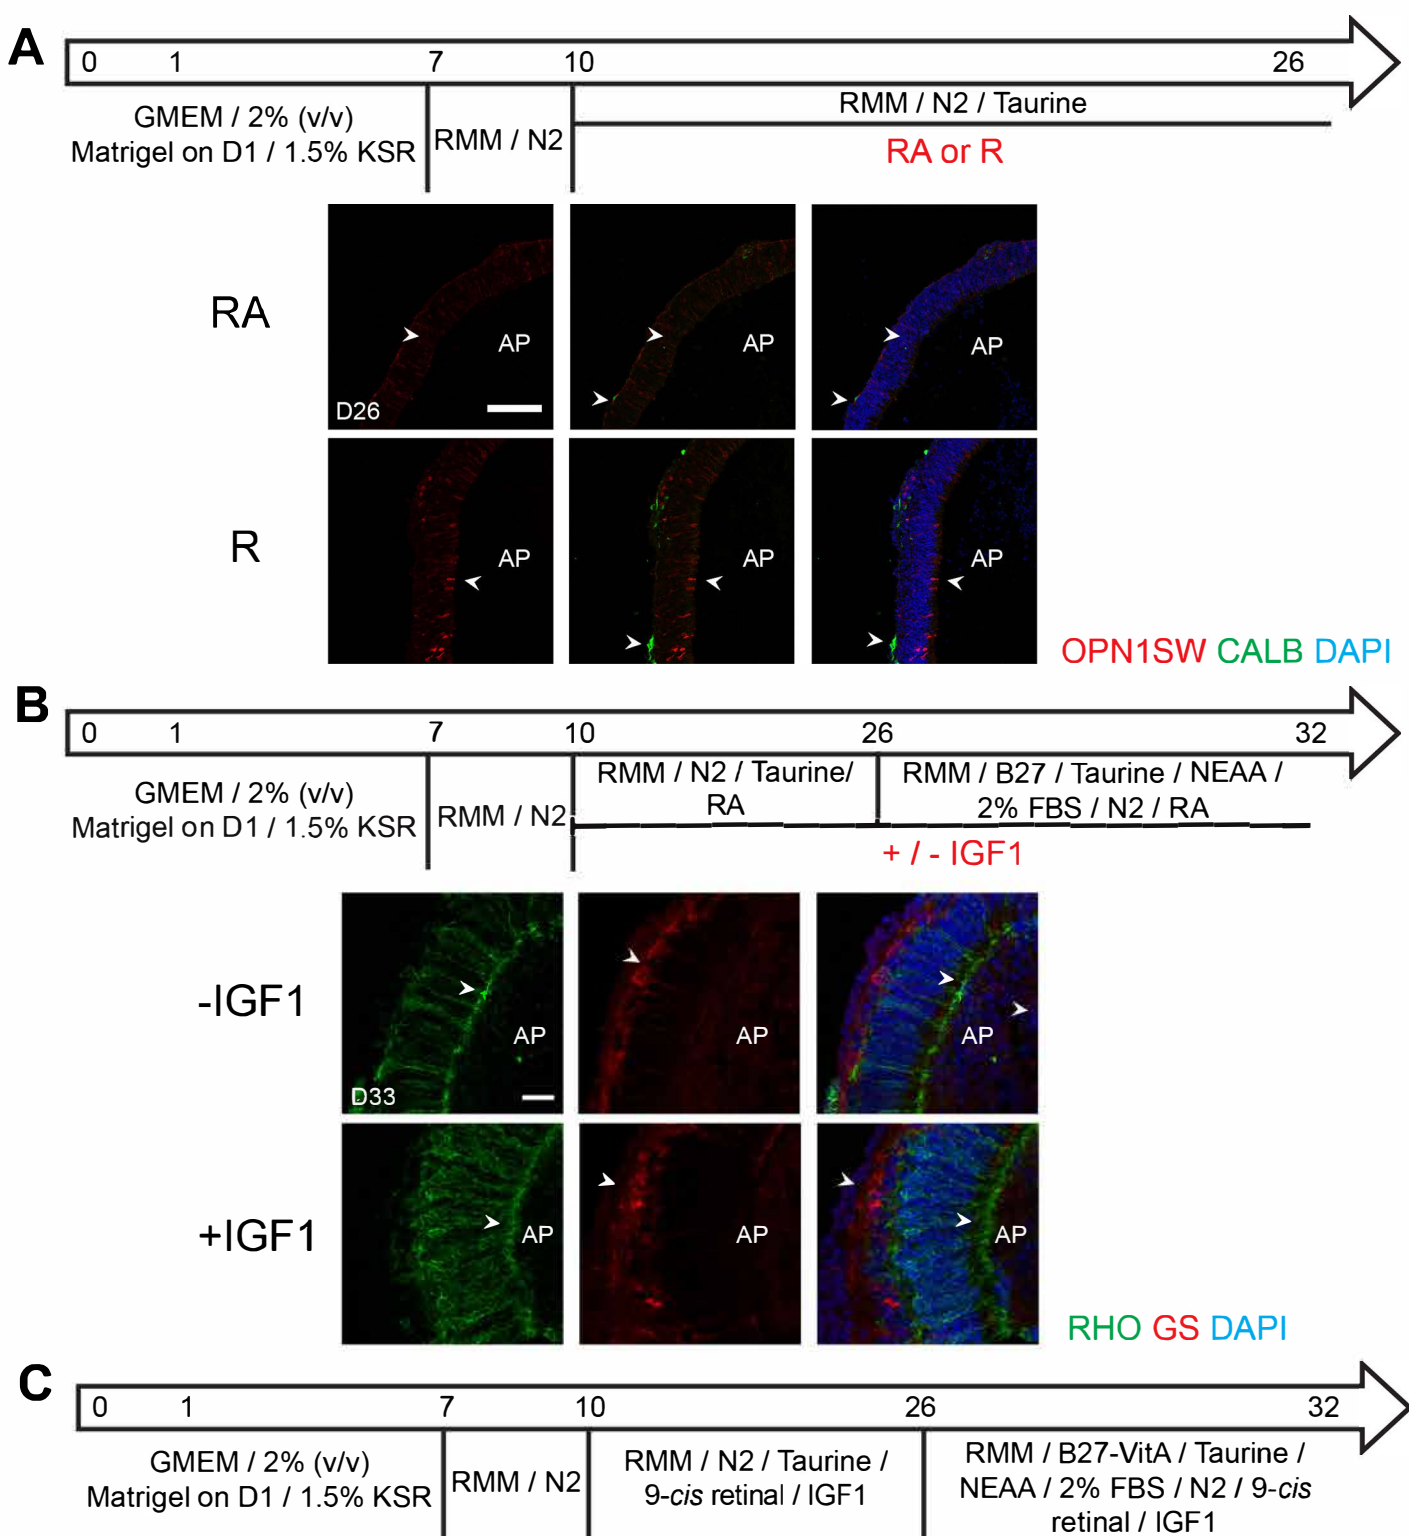 A
0 1 7 10 26
GMEM / 2% (v/v)
Matrigel on D1 / 1.5% KSR
RMM / N2
RMM / N2 / Taurine
RA or R
RA
AP
AP
AP
D26
R
AP
AP
AP
OPN1SW CALB DAPI
B
0 1 7 10 26 32
GMEM / 2% (v/v)
Matrigel on D1 / 1.5% KSR
RMM / N2
RMM / N2 / Taurine/
RA
RMM / B27 / Taurine / NEAA /
2% FBS / N2 / RA
+ / - IGF1
-IGF1
AP
AP
AP
D33
+IGF1
AP
AP
AP
RHO GS DAPI
C
0 1 7 10 26 32
GMEM / 2% (v/v)
Matrigel on D1 / 1.5% KSR
RMM / N2
RMM / N2 / Taurine /
9-cis retinal / IGF1
RMM / B27-VitA / Taurine /
NEAA / 2% FBS / N2 / 9-cis
retinal / IGF1